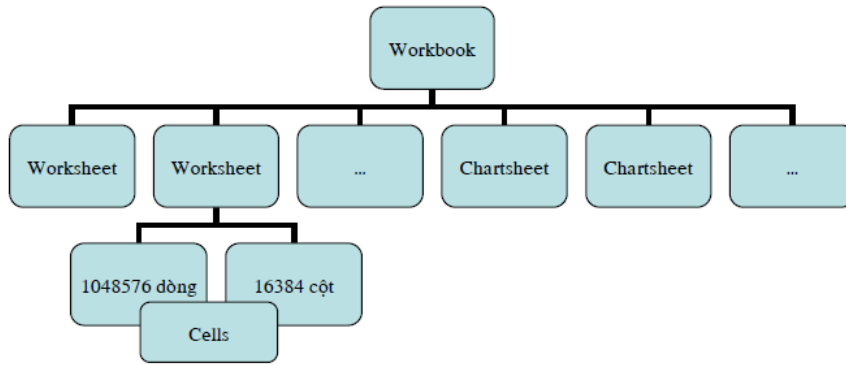 Workbook
Worksheet
Worksheet
...
Chartsheet
Chartsheet
...
1048576 dòng
16384 cột
Cells